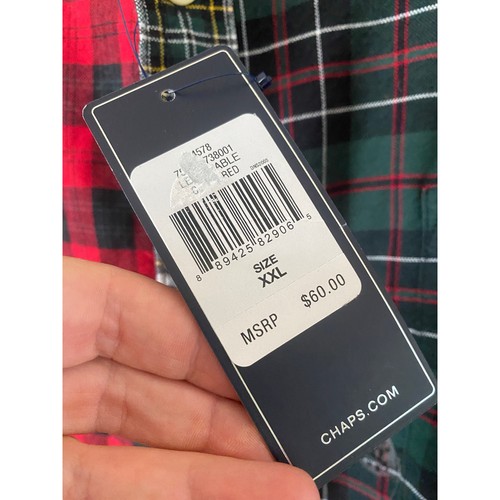 738001
RED
8 89425 82906 5
SIZE
XXL
MSRP $60.00
CHAPS.COM